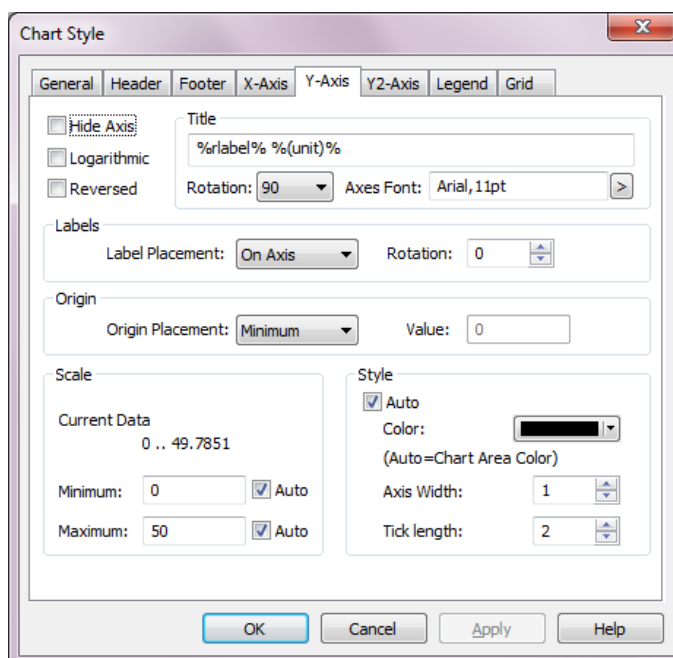 Chart Style
General Header Footer X-Axis Y-Axis Y2-Axis Legend Grid
Hide Axis
Logarithmic
Reversed
Title
%rlabel% %(unit)%
Rotation: 90 Axes Font: Arial,11pt >
Labels
Label Placement: On Axis Rotation: 0
Origin
Origin Placement: Minimum Value: 0
Scale
Current Data
0 .. 49.7851
Minimum: 0 Auto
Maximum: 50 Auto
Style
Auto
Color:
(Auto=Chart Area Color)
Axis Width: 1
Tick length: 2
OK Cancel Apply Help